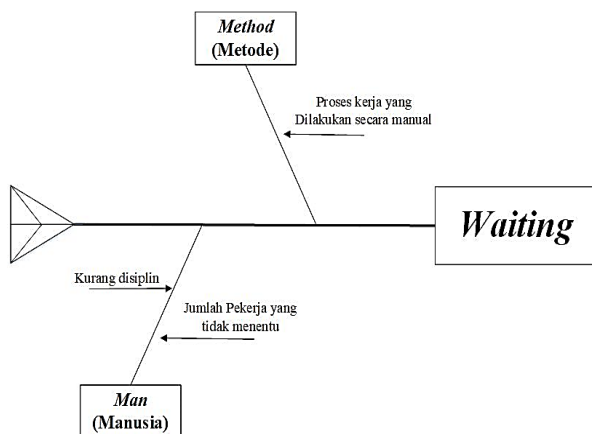 Method
(Metode)
Proses kerja yang
Dilakukan secara manual
Waiting
Kurang disiplin
Jumlah Pekerja yang
tidak menentu
Man
(Manusia)